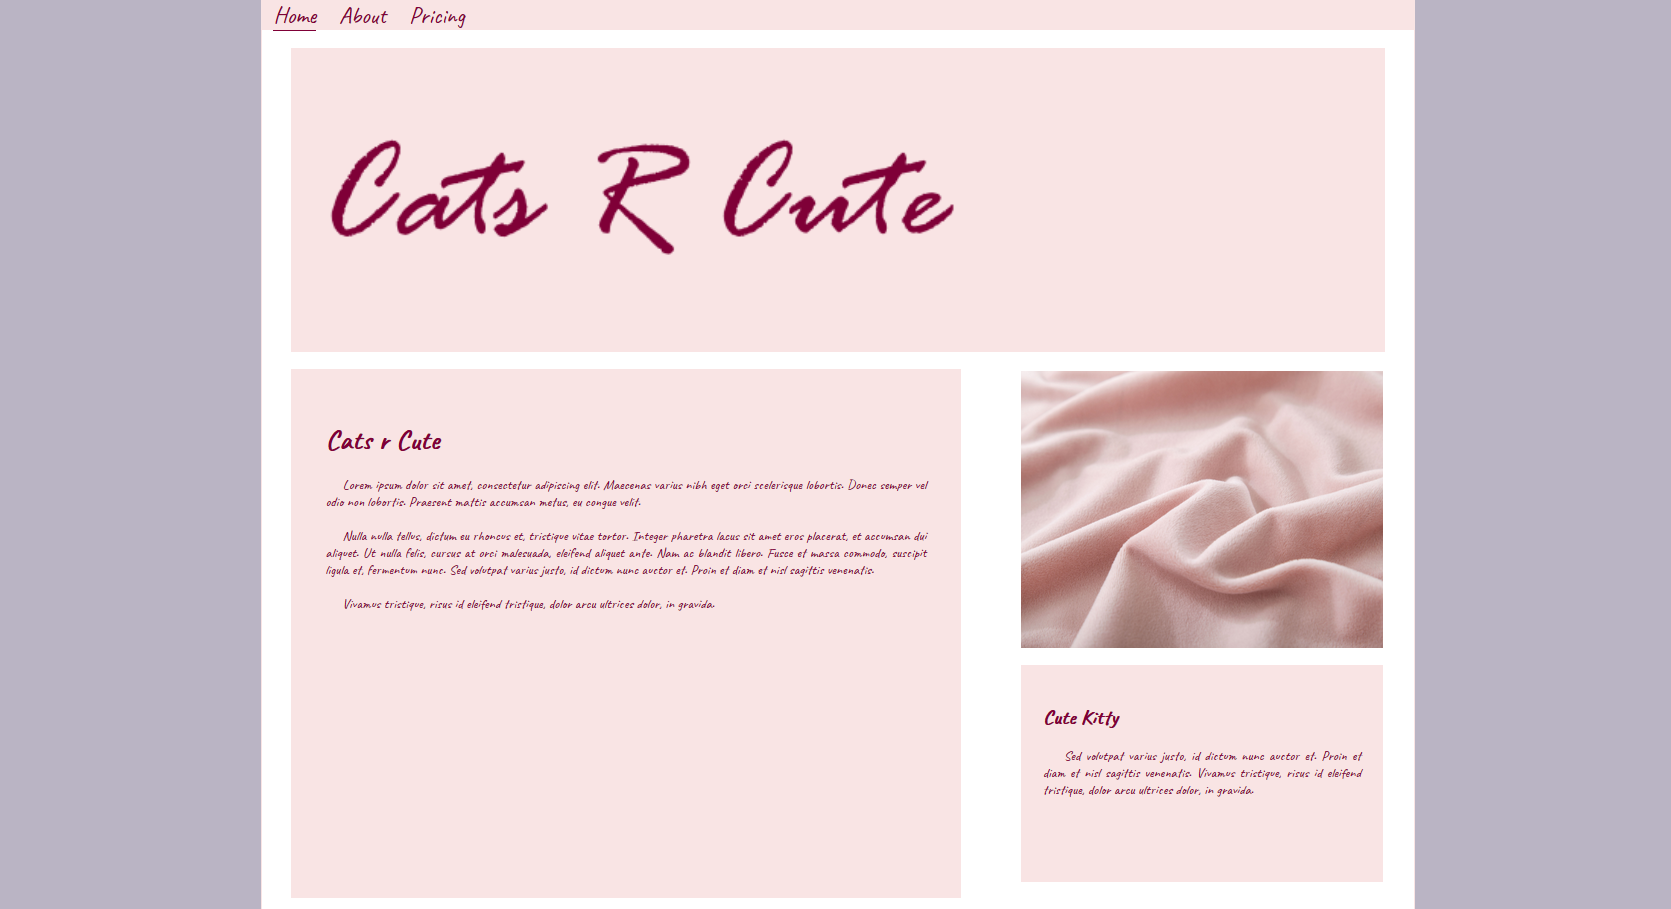 Home About Pricing
Cats R Cute
Cats r Cute
Lorem ipsum dolor sit amet, consectetur adipiscing elit. Maecenas varius nibh eget orci scelerisque lobortis. Donec semper vel
odio non lobortis. Praesent mattis accumsan metus, eu congue velit.
Nulla nulla tellus, dictum eu rhoncus et, tristique vitae tortor. Integer pharetra lacus sit amet eros placerat, et accumsan dui
aliquet. Ut nulla felis, cursus at orci malesuada, eleifend aliquet ante. Nam ac blandit libero. Fusce et massa commodo, suscipit
ligula et, fermentum nunc. Sed volutpat varius justo, id dictum nunc auctor et. Proin et diam et nisl sagittis venenatis.
Vivamus tristique, risus id eleifend tristique, dolor arcu ultrices dolor, in gravida.
Cute Kitty
Sed volutpat varius justo, id dictum nunc auctor et. Proin et
diam et nisl sagittis venenatis. Vivamus tristique, risus id eleifend
tristique, dolor arcu ultrices dolor, in gravida.